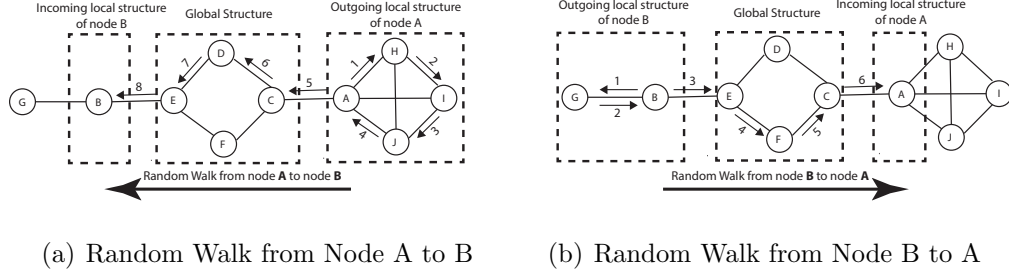 Incoming local structure
of node B
Global Structure
Outgoing local structure
of node A
G
B
8
E
7
D
6
F
C
5
A
1
H
2
I
3
J
4
Random Walk from node A to node B
(a) Random Walk from Node A to B
Outgoing local structure
of node B
Global Structure
Incoming local structure
of node A
G
1
2
B
3
E
D
4
F
5
C
6
A
H
I
J
Random Walk from node B to node A
(b) Random Walk from Node B to A